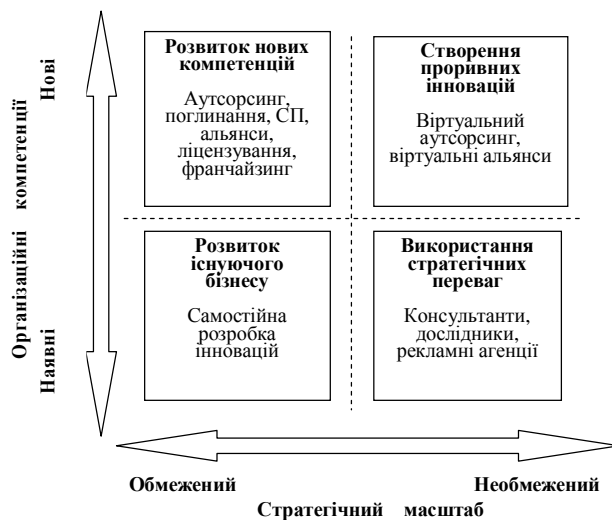 Організаційні компетенції
Нові
Наявні
Розвиток нових
компетенцій
Аутсорсинг,
поглинання, СП,
альянси,
ліцензування,
франчайзинг
Створення
проривних
інновацій
Віртуальний
аутсорсинг,
віртуальні альянси
Розвиток
існуючого
бізнесу
Самостійна
розробка
інновацій
Використання
стратегічних
переваг
Консультанти,
дослідники,
рекламні агенції
Обмежений
Необмежений
Стратегічний масштаб